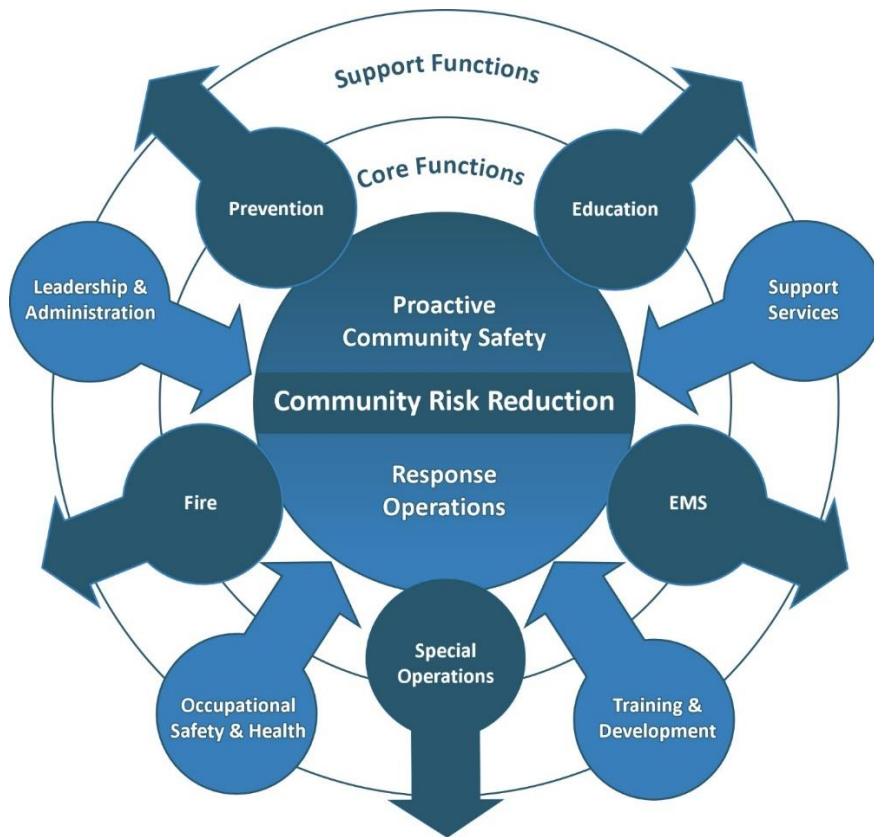 Support Functions
Core Functions
Prevention
Education
Leadership &
Administration
Support
Services
Proactive
Community Safety
Community Risk Reduction
Response
Operations
Fire
EMS
Special
Operations
Occupational
Safety & Health
Training &
Development